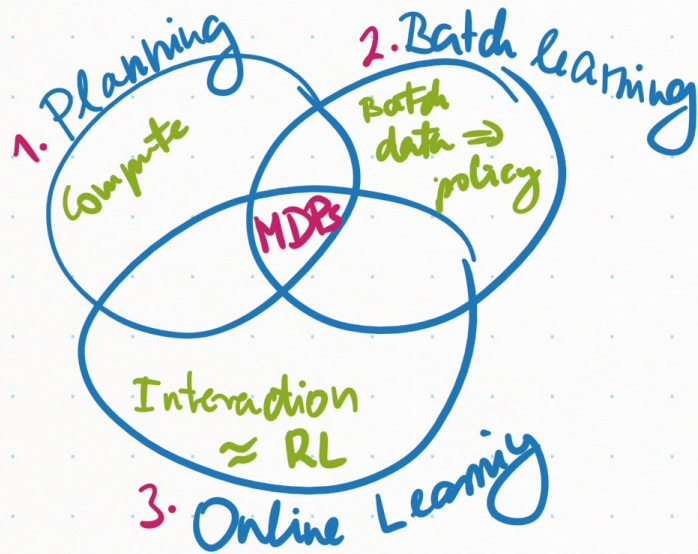 1. Planning
Compute
2. Batch learning
Batch
data ⇒
policy
MDPs
Interaction
≈ RL
3. Online Learning